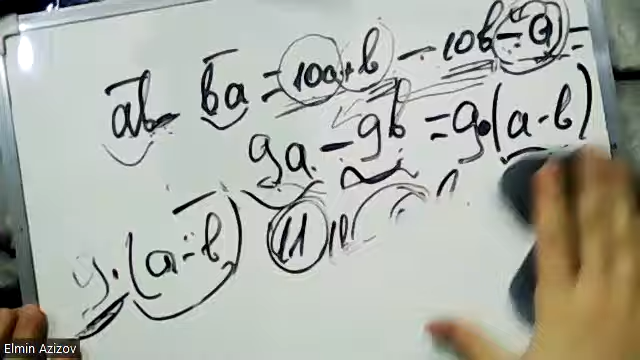 ab - ba = 10a+b - 10b - a =
9a - 9b = 9·(a-b)
9·(a-b) 11
Elmin Azizov